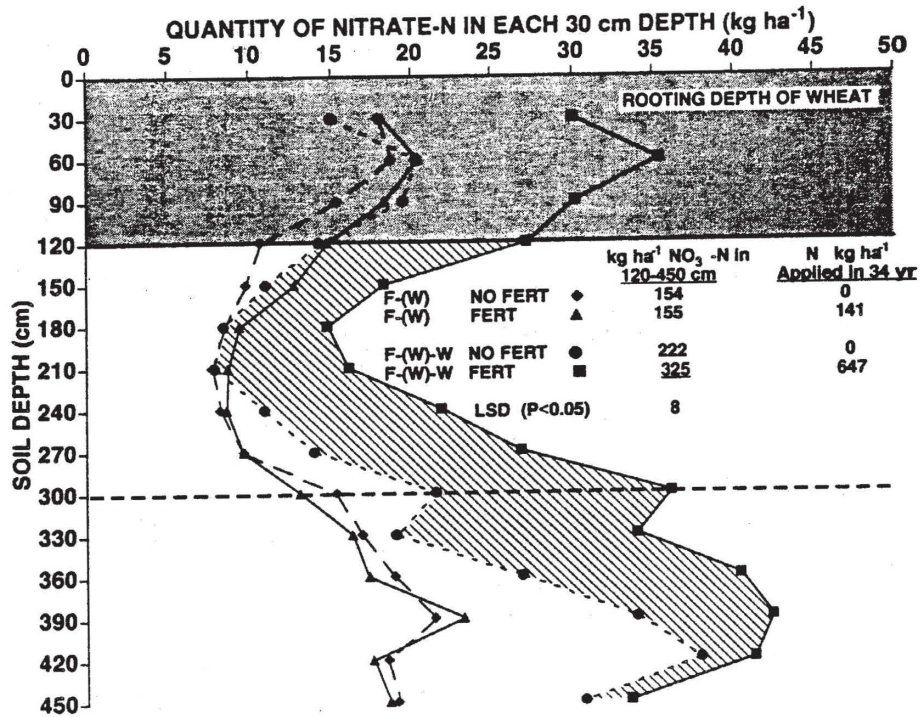 QUANTITY OF NITRATE-N IN EACH 30 cm DEPTH (kg ha⁻¹)
0 5 10 15 20 25 30 35 40 45 50
0
ROOTING DEPTH OF WHEAT
30
60
90
120
150
180
210
240
270
300
330
360
390
420
450
SOIL DEPTH (cm)
kg ha⁻¹ NO₃ -N in N kg ha⁻¹
120-450 cm Applied in 34 yr
F-(W) NO FERT ♦ 154 0
F-(W) FERT ▲ 155 141
F-(W)-W NO FERT ● 222 0
F-(W)-W FERT ■ 325 647
LSD (P<0.05) 8